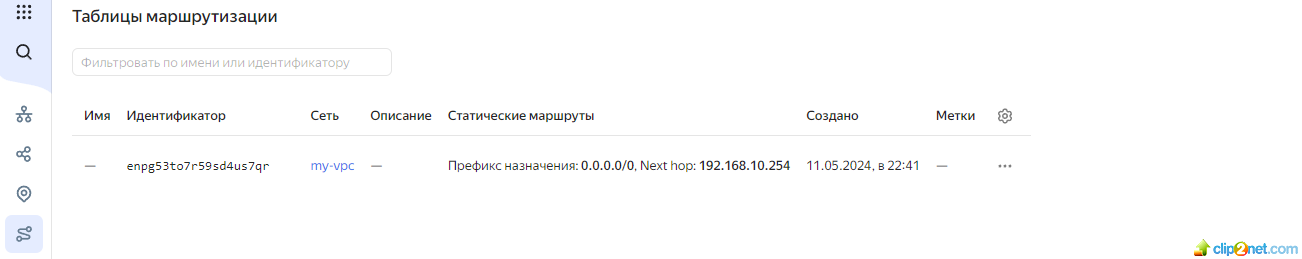 Таблицы маршрутизации
Фильтровать по имени или идентификатору
Имя Идентификатор Сеть Описание Статические маршруты Создано Метки
— enpg53to7r59sd4us7qr my-vpc — Префикс назначения: 0.0.0.0/0, Next hop: 192.168.10.254 11.05.2024, в 22:41 —
clip2net.com